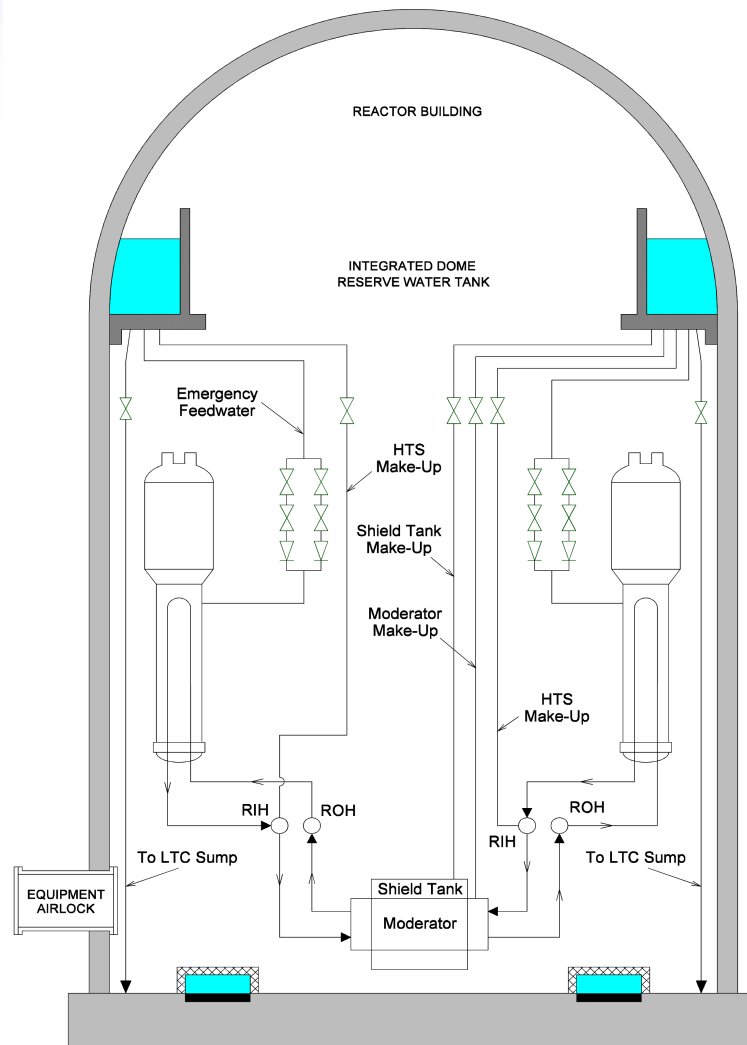 REACTOR BUILDING
INTEGRATED DOME
RESERVE WATER TANK
Emergency
Feedwater
HTS
Make-Up
Shield Tank
Make-Up
Moderator
Make-Up
HTS
Make-Up
RIH
ROH
ROH
RIH
To LTC Sump
To LTC Sump
EQUIPMENT
AIRLOCK
Shield Tank
Moderator